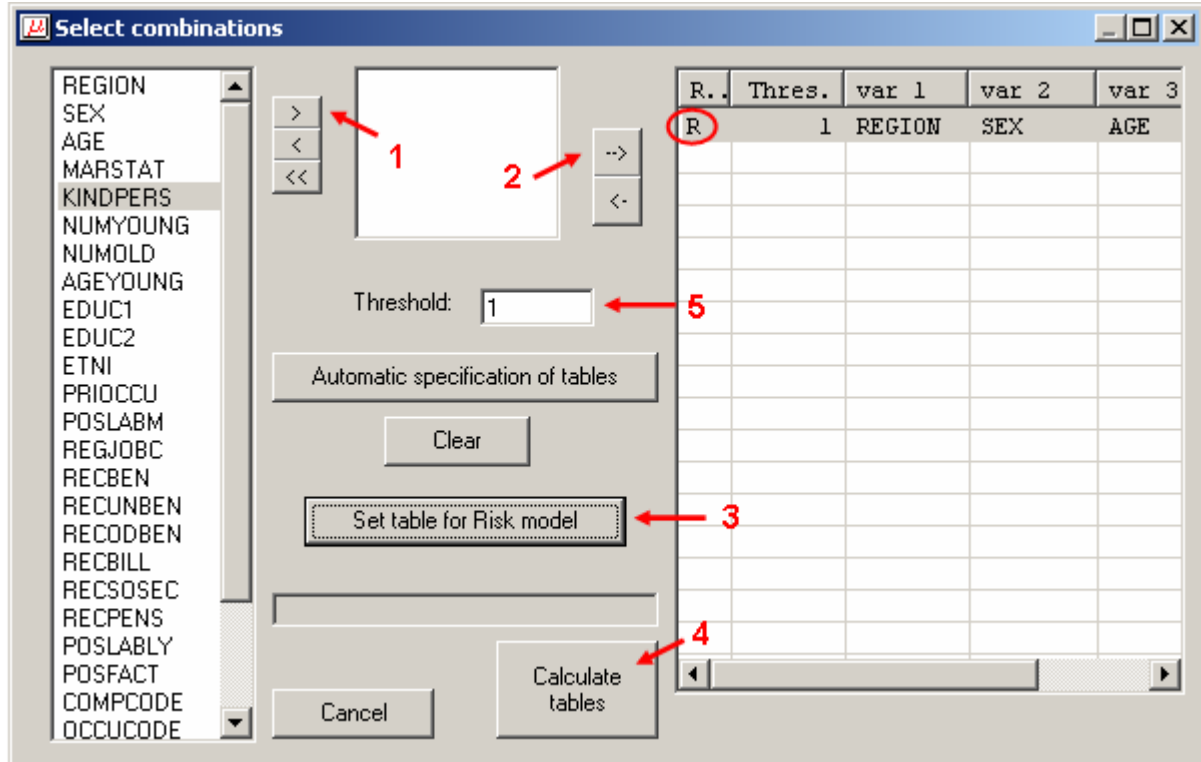 µ Select combinations
REGION
SEX
AGE
MARSTAT
KINDPERS
NUMYOUNG
NUMOLD
AGEYOUNG
EDUC1
EDUC2
ETNI
PRIOCCU
POSLABM
REGJOBC
RECBEN
RECUNBEN
RECODBEN
RECBILL
RECSOSEC
RECPENS
POSLABLY
POSFACT
COMPCODE
OCCUCODE
>
<
<<
1
2
-->
<-
Threshold: 1
5
Automatic specification of tables
Clear
Set table for Risk model
3
4
Calculate
tables
Cancel
R.. Thres. var 1 var 2 var 3
R 1 REGION SEX AGE